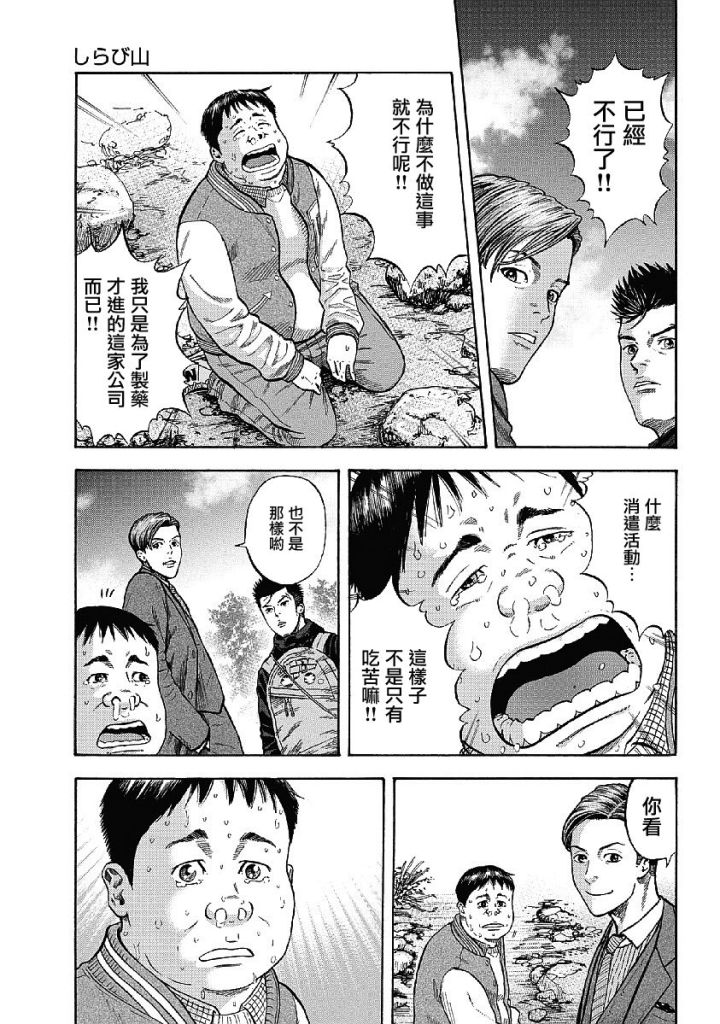 しらび山
已經
不行了!!
為什麼不做這事
就不行呢!!
我只是為了製藥
才進的這家公司
而已!!
什麼
消遣活動…
這樣子
不是只有
吃苦嘛!!
也不是
那樣喲
你看